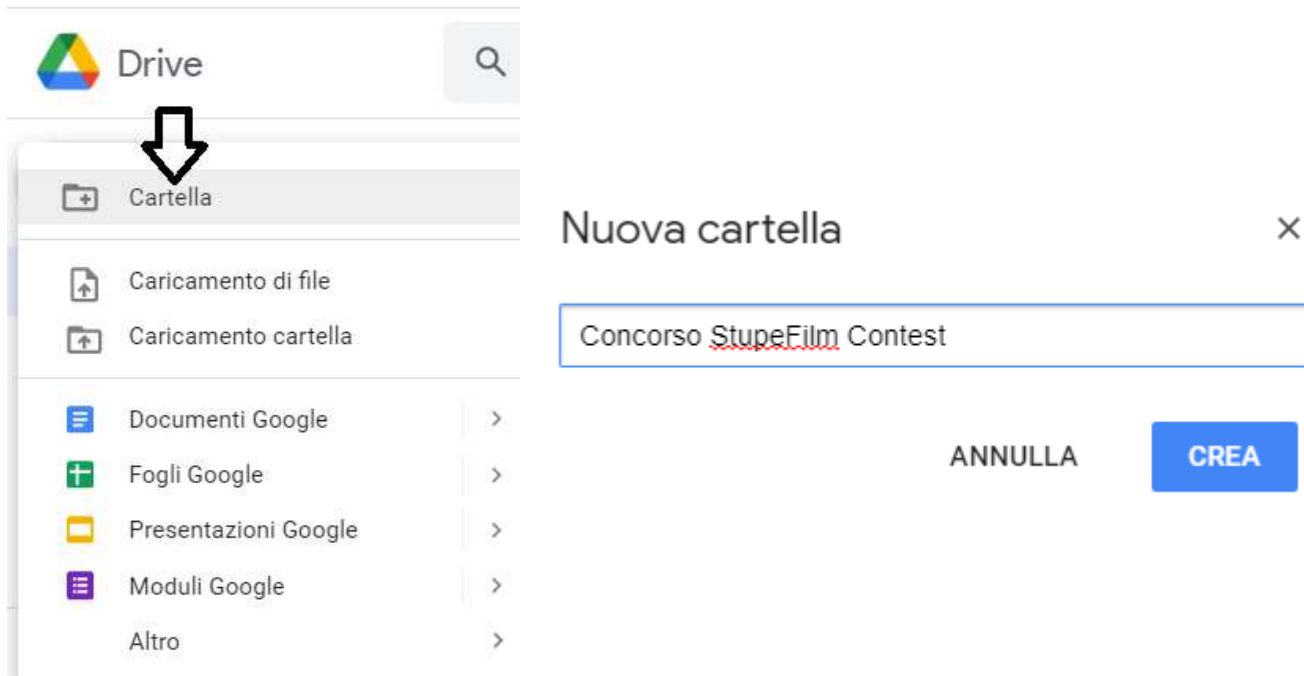 Drive
Cartella
Caricamento di file
Caricamento cartella
Documenti Google
Fogli Google
Presentazioni Google
Moduli Google
Altro
Nuova cartella
Concorso StupeFilm Contest
ANNULLA CREA